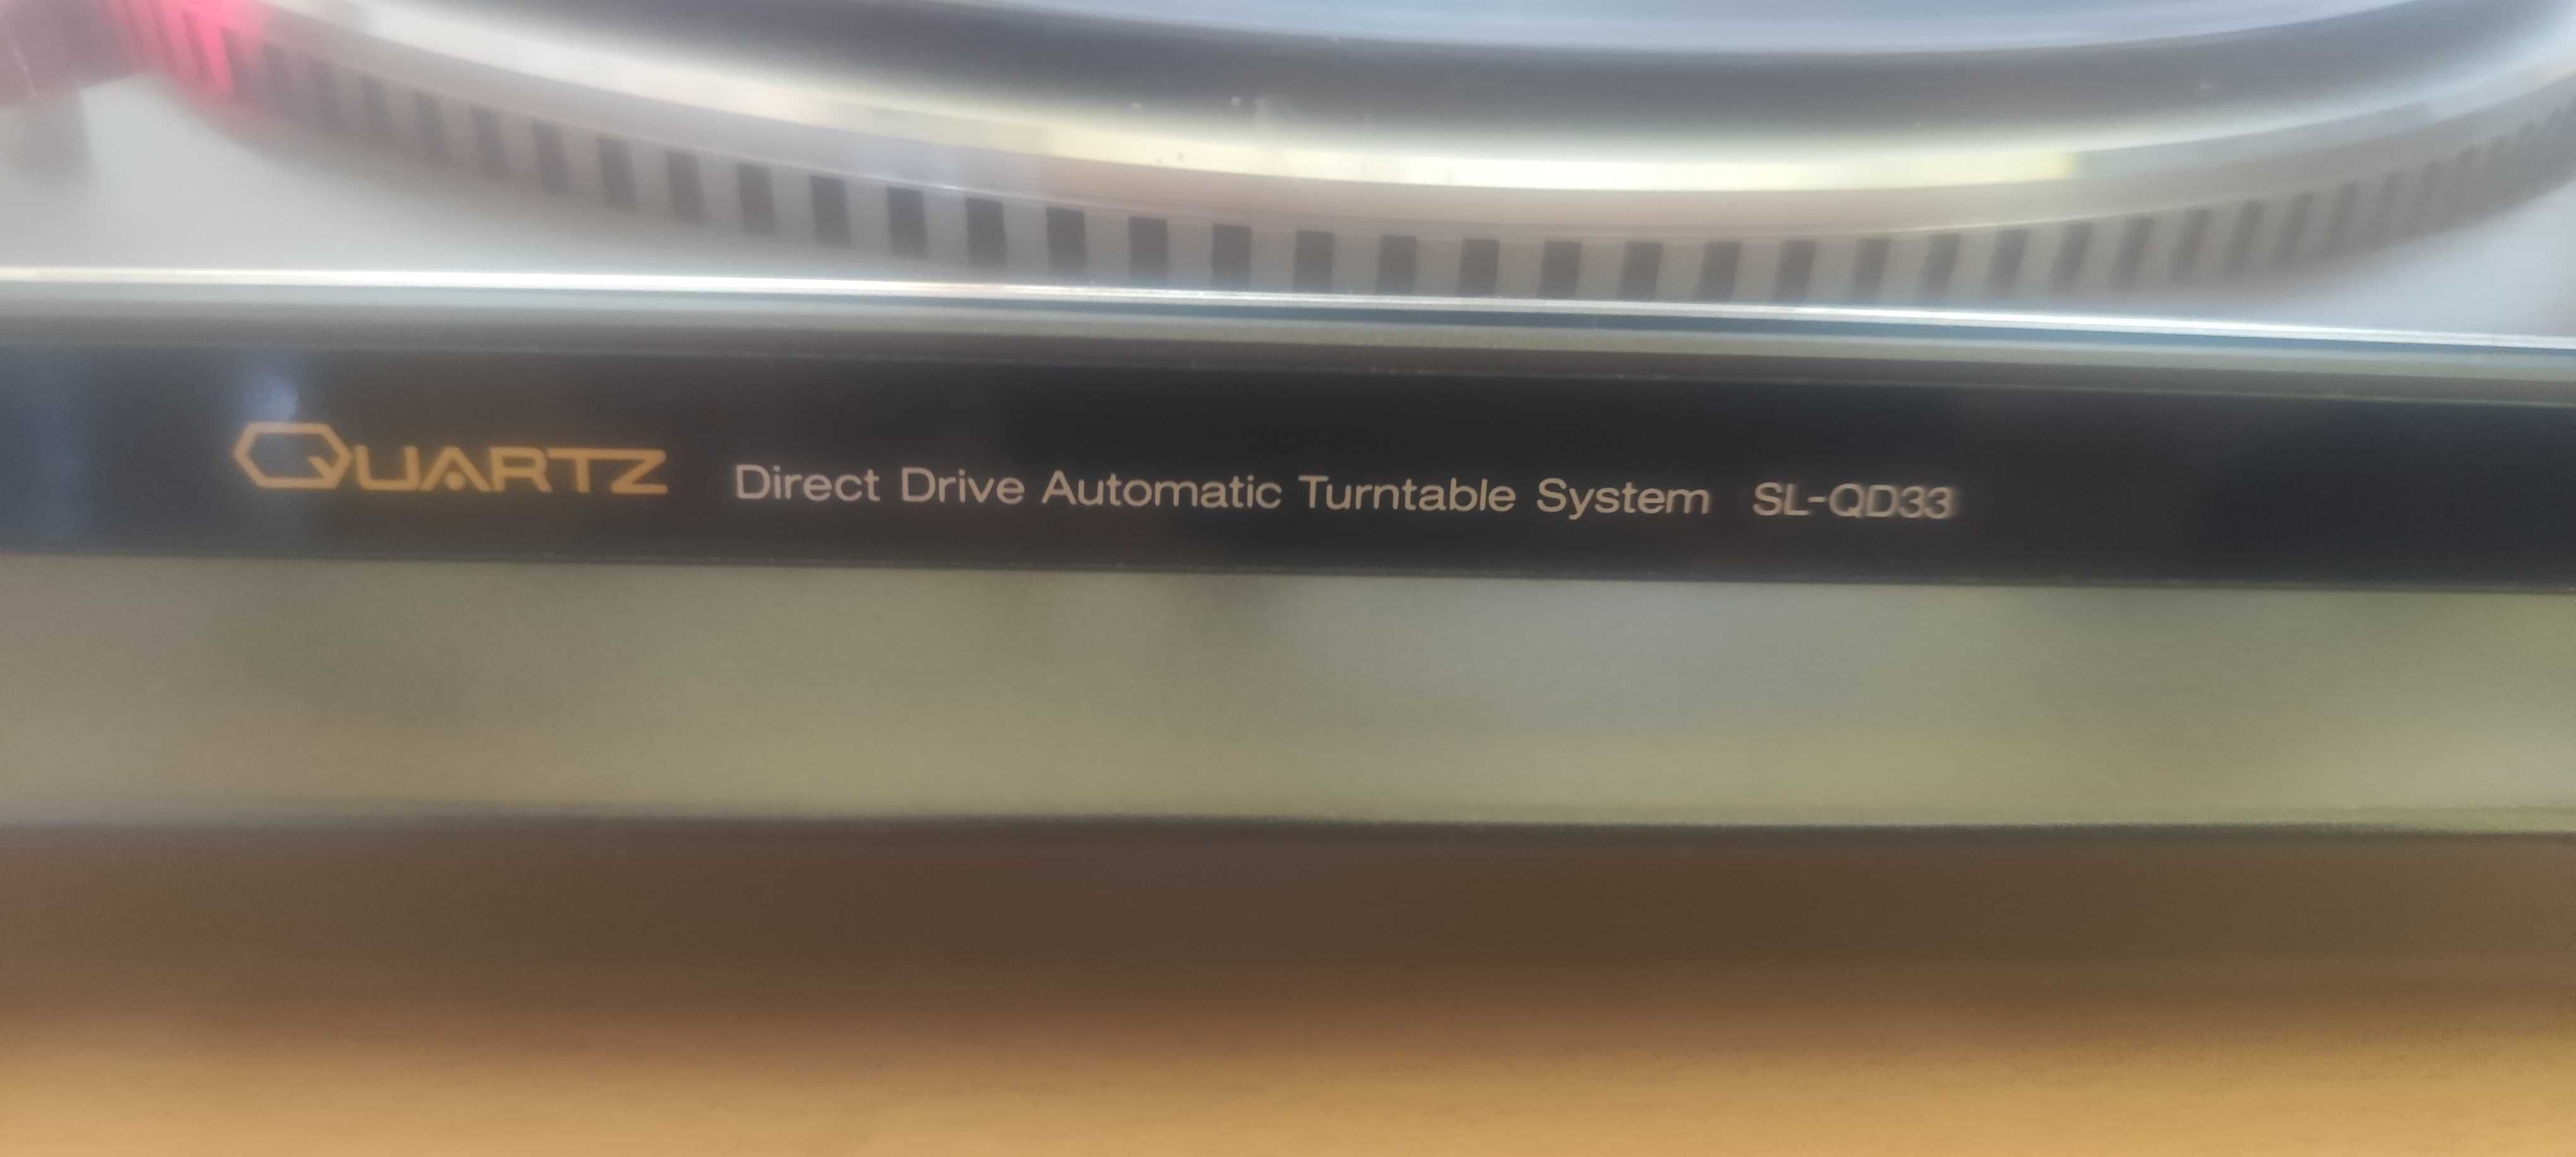 QUARTZ Direct Drive Automatic Turntable System SL-QD33